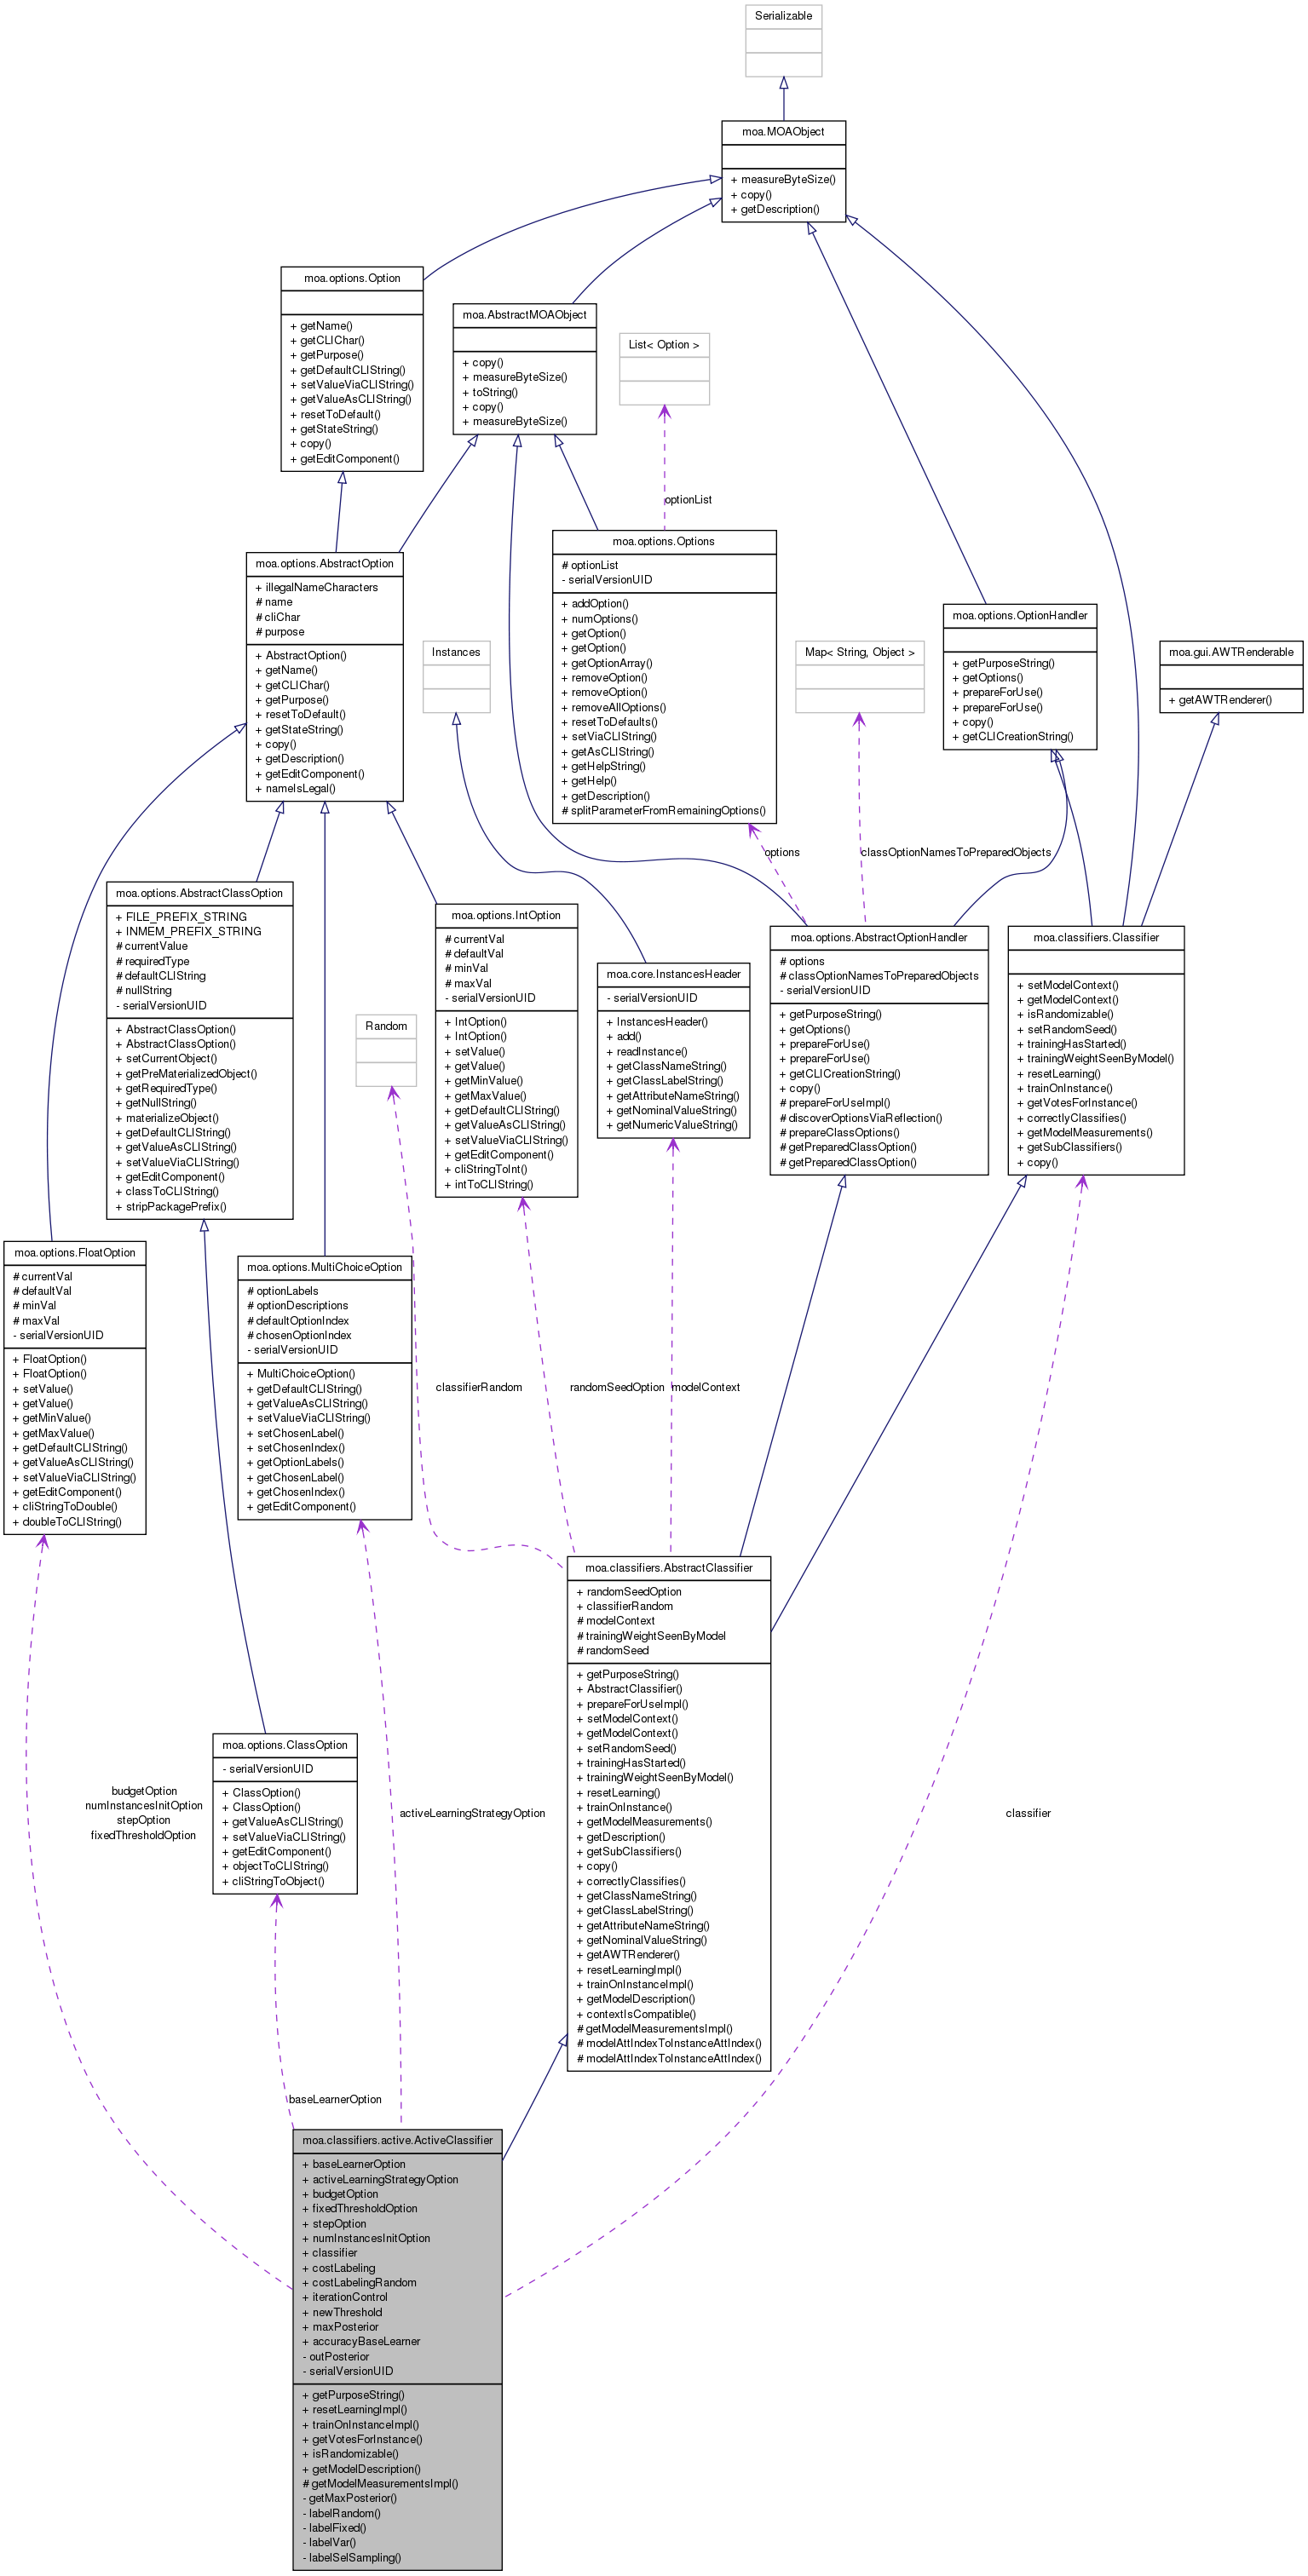 Serializable
moa.MOAObject
+ measureByteSize()
+ copy()
+ getDescription()
moa.options.Option
+ getName()
+ getCLIChar()
+ getPurpose()
+ getDefaultCLIString()
+ setValueViaCLIString()
+ getValueAsCLIString()
+ resetToDefault()
+ getStateString()
+ copy()
+ getEditComponent()
moa.AbstractMOAObject
+ copy()
+ measureByteSize()
+ toString()
+ copy()
+ measureByteSize()
List< Option >
optionList
moa.options.Options
# optionList
- serialVersionUID
+ addOption()
+ numOptions()
+ getOption()
+ getOption()
+ getOptionArray()
+ removeOption()
+ removeOption()
+ removeAllOptions()
+ resetToDefaults()
+ setViaCLIString()
+ getAsCLIString()
+ getHelpString()
+ getHelp()
+ getDescription()
# splitParameterFromRemainingOptions()
moa.options.AbstractOption
+ illegalNameCharacters
# name
# cliChar
# purpose
+ AbstractOption()
+ getName()
+ getCLIChar()
+ getPurpose()
+ resetToDefault()
+ getStateString()
+ copy()
+ getDescription()
+ getEditComponent()
+ nameIsLegal()
Instances
Map< String, Object >
moa.options.OptionHandler
+ getPurposeString()
+ getOptions()
+ prepareForUse()
+ prepareForUse()
+ copy()
+ getCLICreationString()
moa.gui.AWTRenderable
+ getAWTRenderer()
options
classOptionNamesToPreparedObjects
moa.options.AbstractClassOption
+ FILE_PREFIX_STRING
+ INMEM_PREFIX_STRING
# currentValue
# requiredType
# defaultCLIString
# nullString
- serialVersionUID
+ AbstractClassOption()
+ AbstractClassOption()
+ setCurrentObject()
+ getPreMaterializedObject()
+ getRequiredType()
+ getNullString()
+ materializeObject()
+ getDefaultCLIString()
+ getValueAsCLIString()
+ setValueViaCLIString()
+ getEditComponent()
+ classToCLIString()
+ stripPackagePrefix()
Random
moa.options.IntOption
# currentVal
# defaultVal
# minVal
# maxVal
- serialVersionUID
+ IntOption()
+ IntOption()
+ setValue()
+ getValue()
+ getMinValue()
+ getMaxValue()
+ getDefaultCLIString()
+ getValueAsCLIString()
+ setValueViaCLIString()
+ getEditComponent()
+ cliStringToInt()
+ intToCLIString()
moa.core.InstancesHeader
- serialVersionUID
+ InstancesHeader()
+ add()
+ readInstance()
+ getClassNameString()
+ getClassLabelString()
+ getAttributeNameString()
+ getNominalValueString()
+ getNumericValueString()
moa.options.AbstractOptionHandler
# options
# classOptionNamesToPreparedObjects
- serialVersionUID
+ getPurposeString()
+ getOptions()
+ prepareForUse()
+ prepareForUse()
+ getCLICreationString()
+ copy()
# prepareForUseImpl()
# discoverOptionsViaReflection()
# prepareClassOptions()
# getPreparedClassOption()
# getPreparedClassOption()
moa.classifiers.Classifier
+ setModelContext()
+ getModelContext()
+ isRandomizable()
+ setRandomSeed()
+ trainingHasStarted()
+ trainingWeightSeenByModel()
+ resetLearning()
+ trainOnInstance()
+ getVotesForInstance()
+ correctlyClassifies()
+ getModelMeasurements()
+ getSubClassifiers()
+ copy()
moa.options.FloatOption
# currentVal
# defaultVal
# minVal
# maxVal
- serialVersionUID
+ FloatOption()
+ FloatOption()
+ setValue()
+ getValue()
+ getMinValue()
+ getMaxValue()
+ getDefaultCLIString()
+ getValueAsCLIString()
+ setValueViaCLIString()
+ getEditComponent()
+ cliStringToDouble()
+ doubleToCLIString()
moa.options.MultiChoiceOption
# optionLabels
# optionDescriptions
# defaultOptionIndex
# chosenOptionIndex
- serialVersionUID
+ MultiChoiceOption()
+ getDefaultCLIString()
+ getValueAsCLIString()
+ setValueViaCLIString()
+ setChosenLabel()
+ setChosenIndex()
+ getOptionLabels()
+ getChosenLabel()
+ getChosenIndex()
+ getEditComponent()
classifierRandom
randomSeedOption
modelContext
moa.classifiers.AbstractClassifier
+ randomSeedOption
+ classifierRandom
# modelContext
# trainingWeightSeenByModel
# randomSeed
+ getPurposeString()
+ AbstractClassifier()
+ prepareForUseImpl()
+ setModelContext()
+ getModelContext()
+ setRandomSeed()
+ trainingHasStarted()
+ trainingWeightSeenByModel()
+ resetLearning()
+ trainOnInstance()
+ getModelMeasurements()
+ getDescription()
+ getSubClassifiers()
+ copy()
+ correctlyClassifies()
+ getClassNameString()
+ getClassLabelString()
+ getAttributeNameString()
+ getNominalValueString()
+ getAWTRenderer()
+ resetLearningImpl()
+ trainOnInstanceImpl()
+ getModelDescription()
+ contextIsCompatible()
# getModelMeasurementsImpl()
# modelAttIndexToInstanceAttIndex()
# modelAttIndexToInstanceAttIndex()
moa.options.ClassOption
- serialVersionUID
+ ClassOption()
+ ClassOption()
+ getValueAsCLIString()
+ setValueViaCLIString()
+ getEditComponent()
+ objectToCLIString()
+ cliStringToObject()
budgetOption
numInstancesInitOption
stepOption
fixedThresholdOption
activeLearningStrategyOption
classifier
baseLearnerOption
moa.classifiers.active.ActiveClassifier
+ baseLearnerOption
+ activeLearningStrategyOption
+ budgetOption
+ fixedThresholdOption
+ stepOption
+ numInstancesInitOption
+ classifier
+ costLabeling
+ costLabelingRandom
+ iterationControl
+ newThreshold
+ maxPosterior
+ accuracyBaseLearner
- outPosterior
- serialVersionUID
+ getPurposeString()
+ resetLearningImpl()
+ trainOnInstanceImpl()
+ getVotesForInstance()
+ isRandomizable()
+ getModelDescription()
# getModelMeasurementsImpl()
- getMaxPosterior()
- labelRandom()
- labelFixed()
- labelVar()
- labelSelSampling()